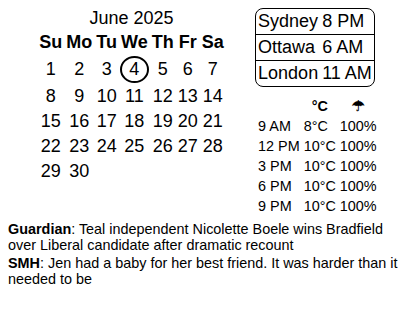 June 2025
Su Mo Tu We Th Fr Sa
1 2 3 4 5 6 7
8 9 10 11 12 13 14
15 16 17 18 19 20 21
22 23 24 25 26 27 28
29 30
Sydney 8 PM
Ottawa 6 AM
London 11 AM
°C ☂
9 AM 8°C 100%
12 PM 10°C 100%
3 PM 10°C 100%
6 PM 10°C 100%
9 PM 10°C 100%
Guardian: Teal independent Nicolette Boele wins Bradfield
over Liberal candidate after dramatic recount
SMH: Jen had a baby for her best friend. It was harder than it
needed to be